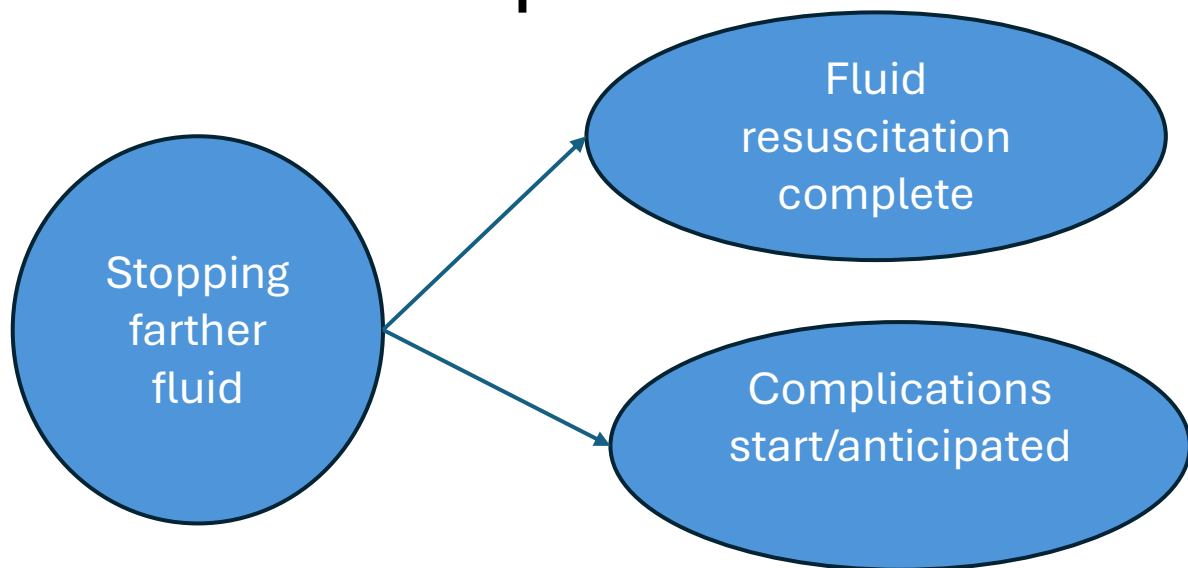 Stopping
farther
fluid
Fluid
resuscitation
complete
Complications
start/anticipated